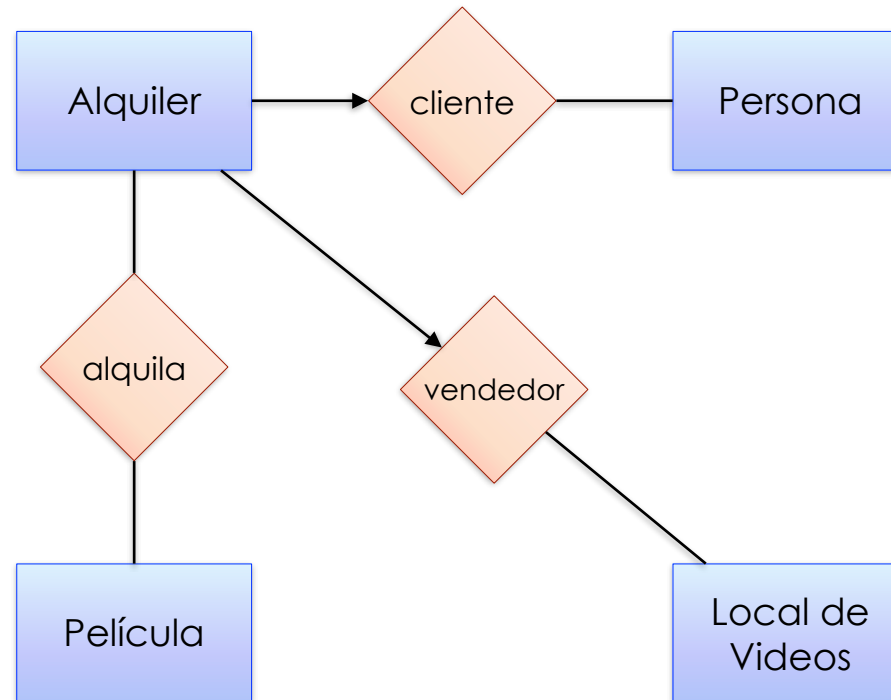 Alquiler
cliente
Persona
alquila
vendedor
Película
Local de
Videos